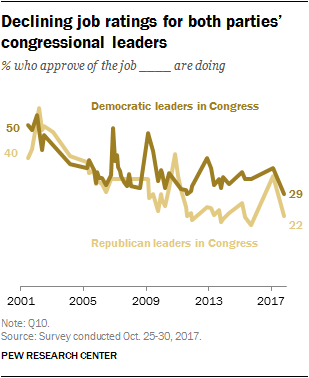 Declining job ratings for both parties'
congressional leaders
% who approve of the job _____ are doing
Democratic leaders in Congress
50
40
29
22
Republican leaders in Congress
2001 2005 2009 2013 2017
Note: Q10.
Source: Survey conducted Oct. 25-30, 2017.
PEW RESEARCH CENTER